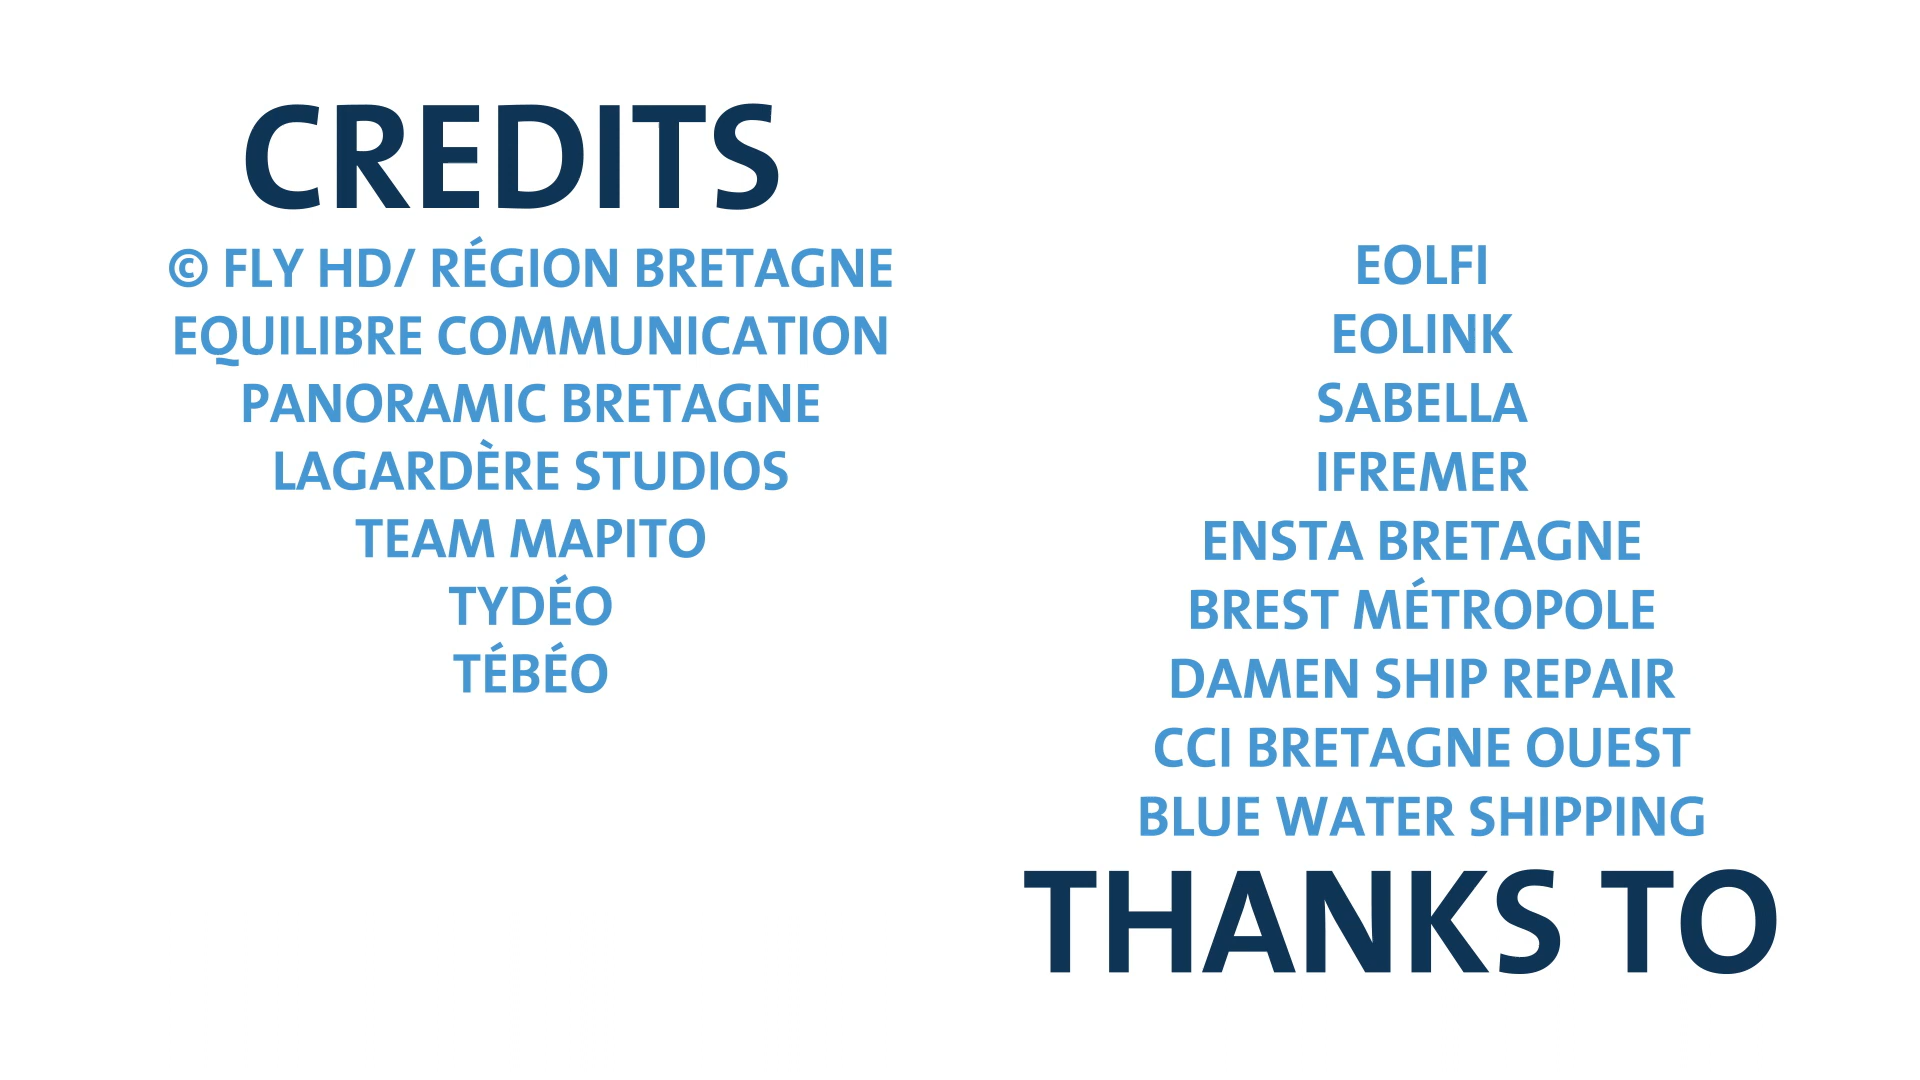 CREDITS
© FLY HD/ RÉGION BRETAGNE
EQUILIBRE COMMUNICATION
PANORAMIC BRETAGNE
LAGARDÈRE STUDIOS
TEAM MAPITO
TYDÉO
TÉBÉO
EOLFI
EOLINK
SABELLA
IFREMER
ENSTA BRETAGNE
BREST MÉTROPOLE
DAMEN SHIP REPAIR
CCI BRETAGNE OUEST
BLUE WATER SHIPPING
THANKS TO